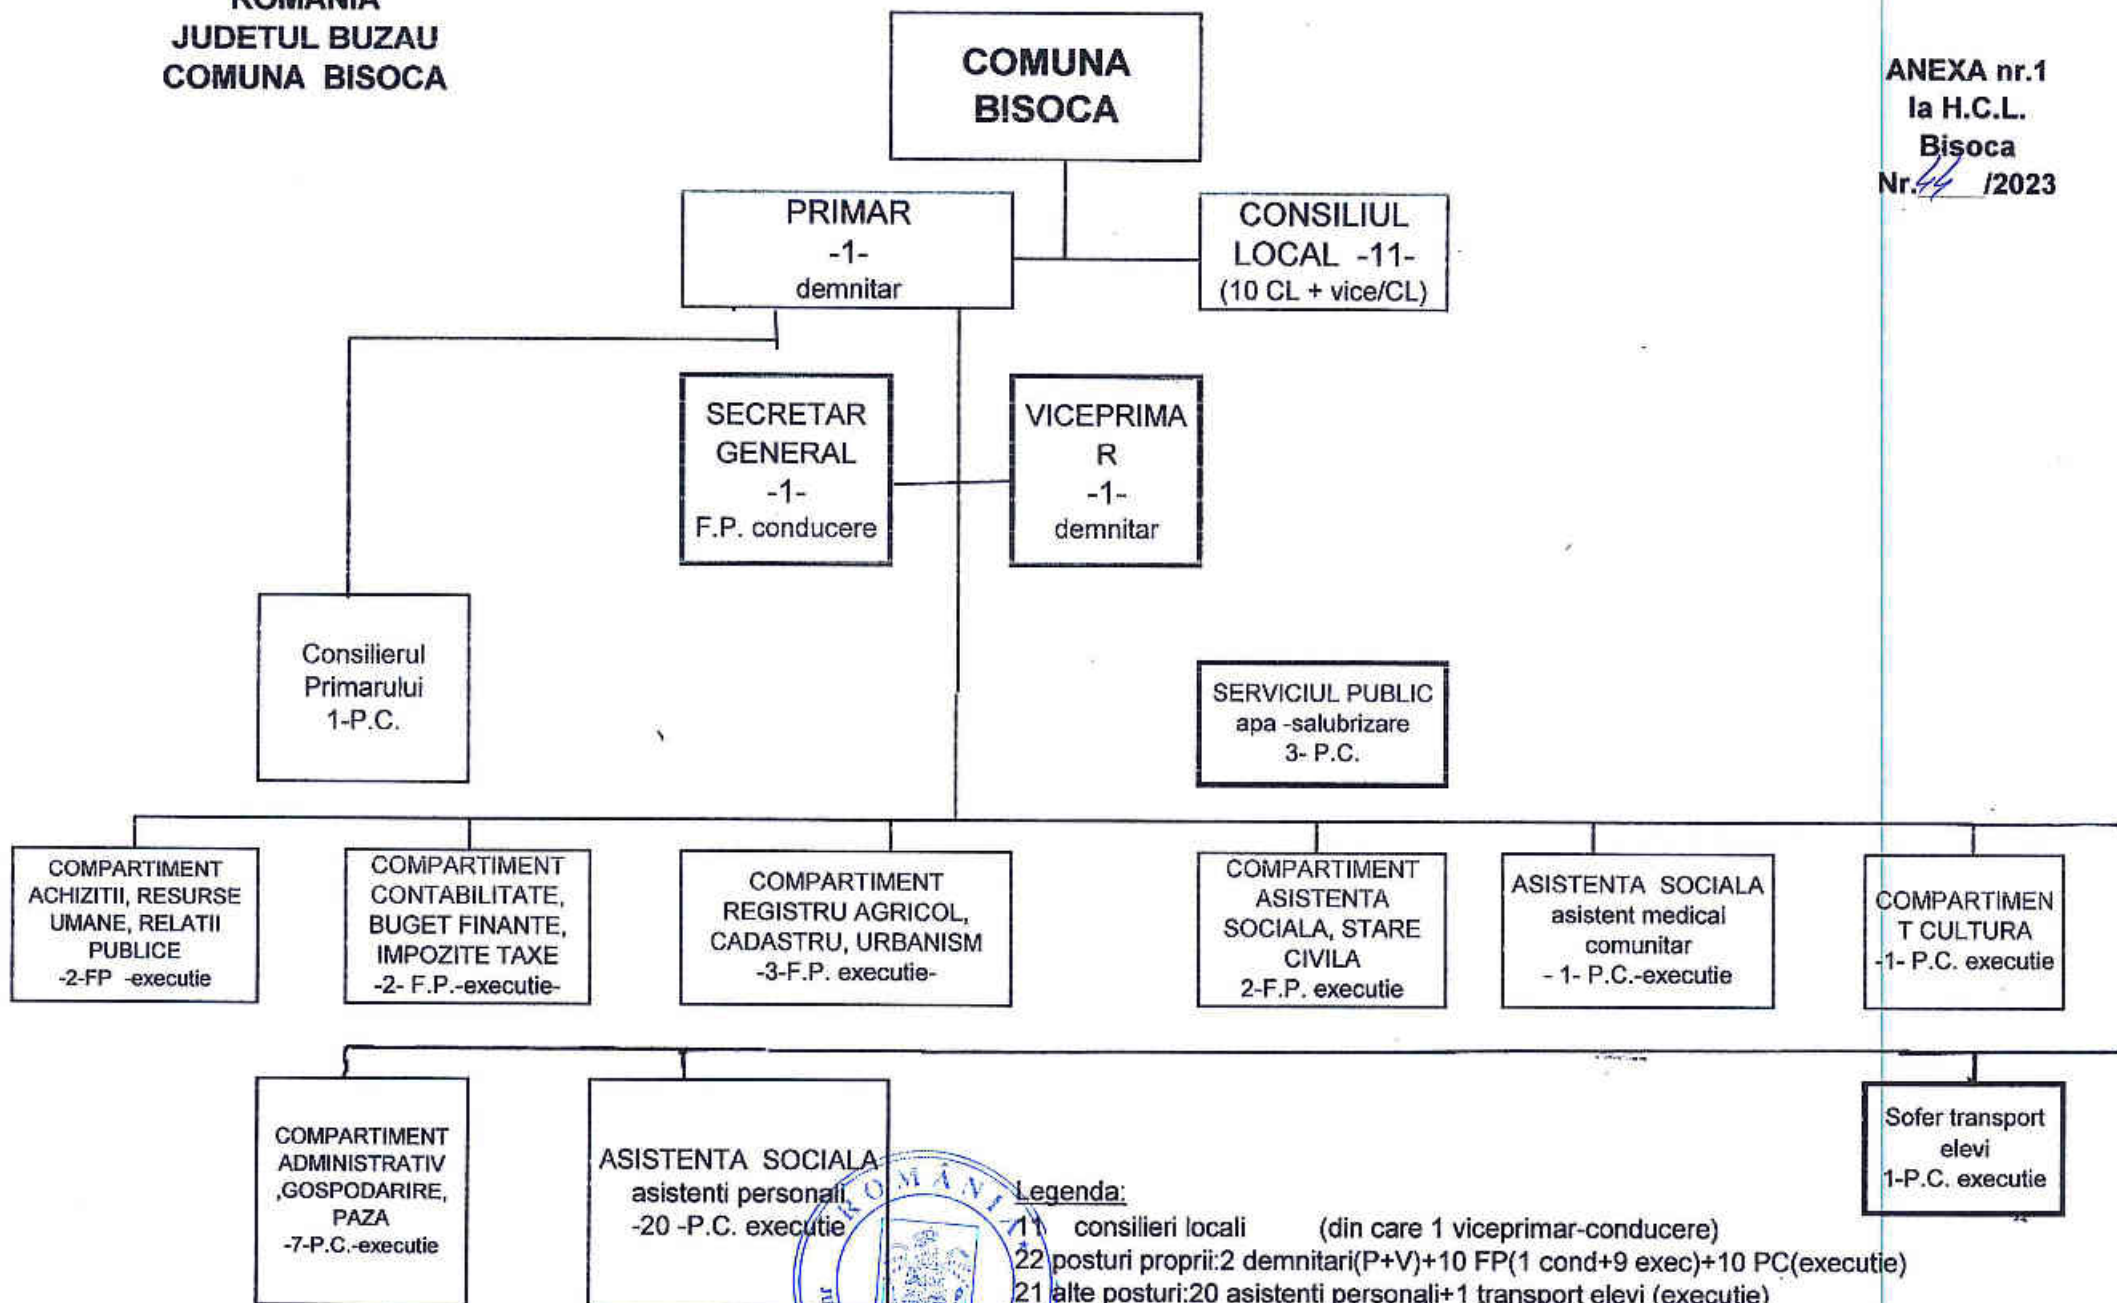 ROMANIA
JUDETUL BUZAU
COMUNA BISOCA
COMUNA
BISOCA
ANEXA nr.1
la H.C.L.
Bisoca
Nr.44 /2023
PRIMAR
-1-
demnitar
CONSILIUL
LOCAL -11-
(10 CL + vice/CL)
SECRETAR
GENERAL
-1-
F.P. conducere
VICEPRIMA
R
-1-
demnitar
Consilierul
Primarului
1-P.C.
SERVICIUL PUBLIC
apa -salubrizare
3- P.C.
COMPARTIMENT
ACHIZITII, RESURSE
UMANE, RELATII
PUBLICE
-2-FP -executie
COMPARTIMENT
CONTABILITATE,
BUGET FINANTE,
IMPOZITE TAXE
-2- F.P.-executie-
COMPARTIMENT
REGISTRU AGRICOL,
CADASTRU, URBANISM
-3-F.P. executie-
COMPARTIMENT
ASISTENTA
SOCIALA, STARE
CIVILA
2-F.P. executie
ASISTENTA SOCIALA
asistent medical
comunitar
- 1- P.C.-executie
COMPARTIMEN
T CULTURA
-1- P.C. executie
COMPARTIMENT
ADMINISTRATIV
,GOSPODARIRE,
PAZA
-7-P.C.-executie
ASISTENTA SOCIALA
asistenti personali
-20 -P.C. executie
Sofer transport
elevi
1-P.C. executie
ROMÂNIA
Legenda:
11 consilieri locali (din care 1 viceprimar-conducere)
22 posturi proprii:2 demnitari(P+V)+10 FP(1 cond+9 exec)+10 PC(executie)
21 alte posturi:20 asistenti personali+1 transport elevi (executie)